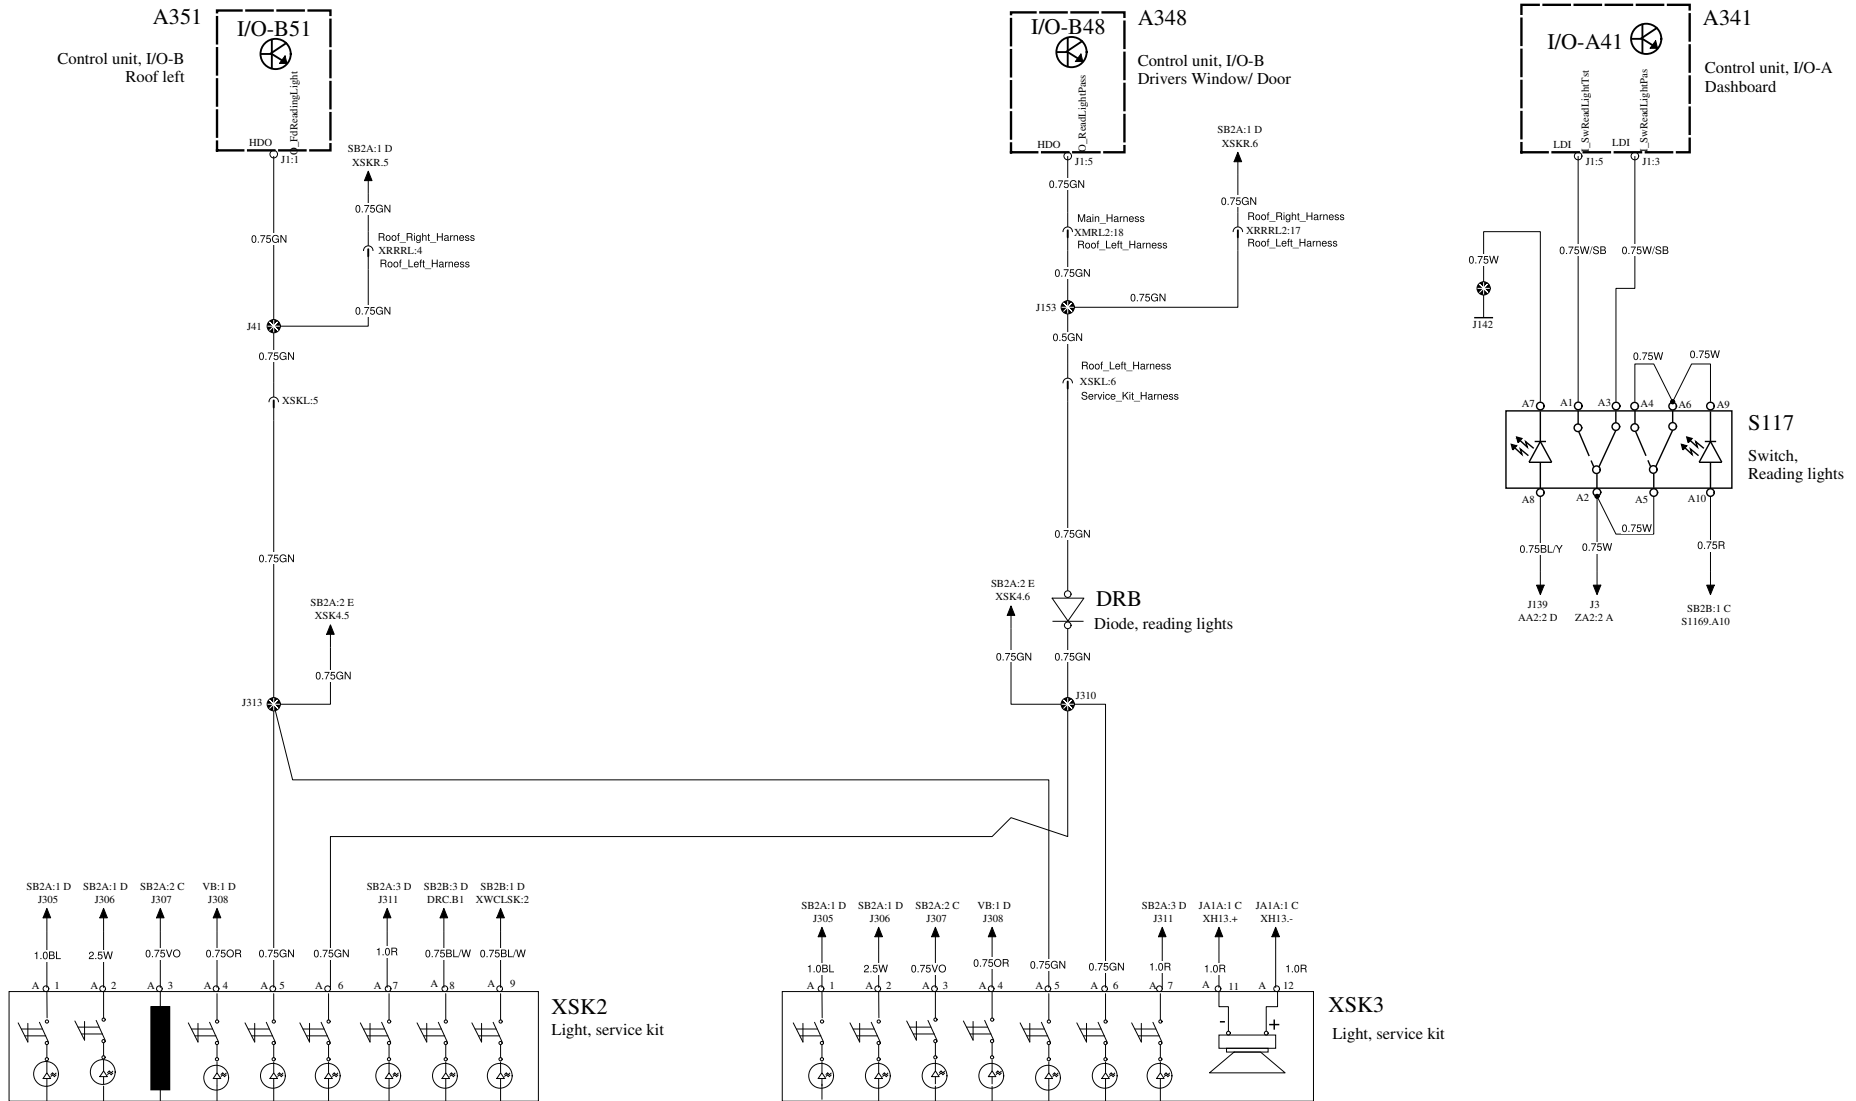 A351
I/O-B51
Control unit, I/O-B
Roof left
O_FdReadingLight
HDO
J1:1
SB2A:1 D
XSKR.5
0.75GN
0.75GN
Roof_Right_Harness
XRRRL:4
Roof_Left_Harness
0.75GN
J41
0.75GN
XSKL:5
0.75GN
SB2A:2 E
XSK4.5
0.75GN
J313
I/O-B48
A348
Control unit, I/O-B
Drivers Window/ Door
O_ReadLightPass
HDO
J1:5
SB2A:1 D
XSKR.6
0.75GN
0.75GN
Main_Harness
XMRL2:18
Roof_Left_Harness
Roof_Right_Harness
XRRRL2:17
Roof_Left_Harness
0.75GN
0.75GN
J153
0.5GN
Roof_Left_Harness
XSKL:6
Service_Kit_Harness
0.75GN
SB2A:2 E
XSK4.6
DRB
Diode, reading lights
0.75GN
0.75GN
J310
A341
I/O-A41
Control unit, I/O-A
Dashboard
I_SwReadLightTst
I_SwReadLightPas
LDI
J1:5
LDI
J1:3
0.75W
0.75W/SB
0.75W/SB
J142
0.75W
0.75W
A7
A1
A3
A4
A6
A9
S117
Switch,
Reading lights
A8
A2
A5
A10
0.75W
0.75BL/Y
0.75W
0.75R
J139
AA2:2 D
J3
ZA2:2 A
SB2B:1 C
S1169.A10
SB2A:1 D
J305
SB2A:1 D
J306
SB2A:2 C
J307
VB:1 D
J308
SB2A:3 D
J311
SB2B:3 D
DRC.B1
SB2B:1 D
XWCLSK:2
1.0BL
2.5W
0.75VO
0.75OR
0.75GN
0.75GN
1.0R
0.75BL/W
0.75BL/W
A 1
A 2
A 3
A 4
A 5
A 6
A 7
A 8
A 9
XSK2
Light, service kit
SB2A:1 D
J305
SB2A:1 D
J306
SB2A:2 C
J307
VB:1 D
J308
SB2A:3 D
J311
JA1A:1 C
XH13.+
JA1A:1 C
XH13.-
1.0BL
2.5W
0.75VO
0.75OR
0.75GN
0.75GN
1.0R
1.0R
1.0R
A 1
A 2
A 3
A 4
A 5
A 6
A 7
A 11
A 12
- +
XSK3
Light, service kit